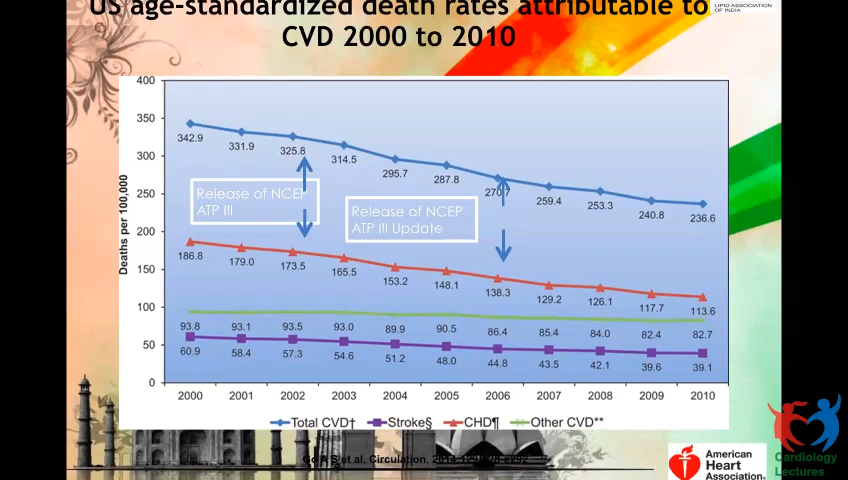 US age-standardized death rates attributable to
CVD 2000 to 2010
LIPID ASSOCIATION
OF INDIA
Deaths per 100,000
400
350
300
250
200
150
100
50
0
342.9 331.9 325.8 314.5 295.7 287.8 270.7 259.4 253.3 240.8 236.6
Release of NCEP
ATP III
Release of NCEP
ATP III Update
186.8 179.0 173.5 165.5 153.2 148.1 138.3 129.2 126.1 117.7 113.6
93.8 93.1 93.5 93.0 89.9 90.5 86.4 85.4 84.0 82.4 82.7
60.9 58.4 57.3 54.6 51.2 48.0 44.8 43.5 42.1 39.6 39.1
2000 2001 2002 2003 2004 2005 2006 2007 2008 2009 2010
Total CVD† Stroke§ CHD¶ Other CVD**
Go A S et al. Circulation.
American
Heart
Association®
Cardiology
Lectures